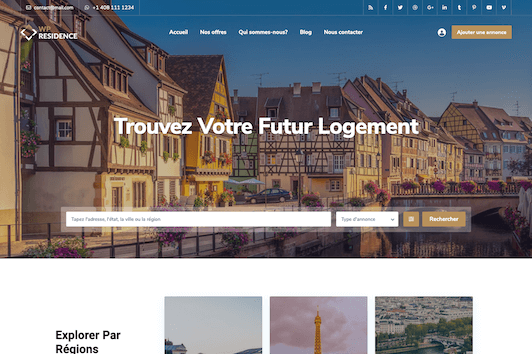 contact@mail.com +1 408 111 1234
WP
RESIDENCE
Accueil Nos offres Qui sommes-nous? Blog Nous contacter
Ajouter une annonce
Trouvez Votre Futur Logement
Tapez l'adresse, l'état, la ville ou la région
Type d'annonce
Rechercher
Explorer Par
Régions